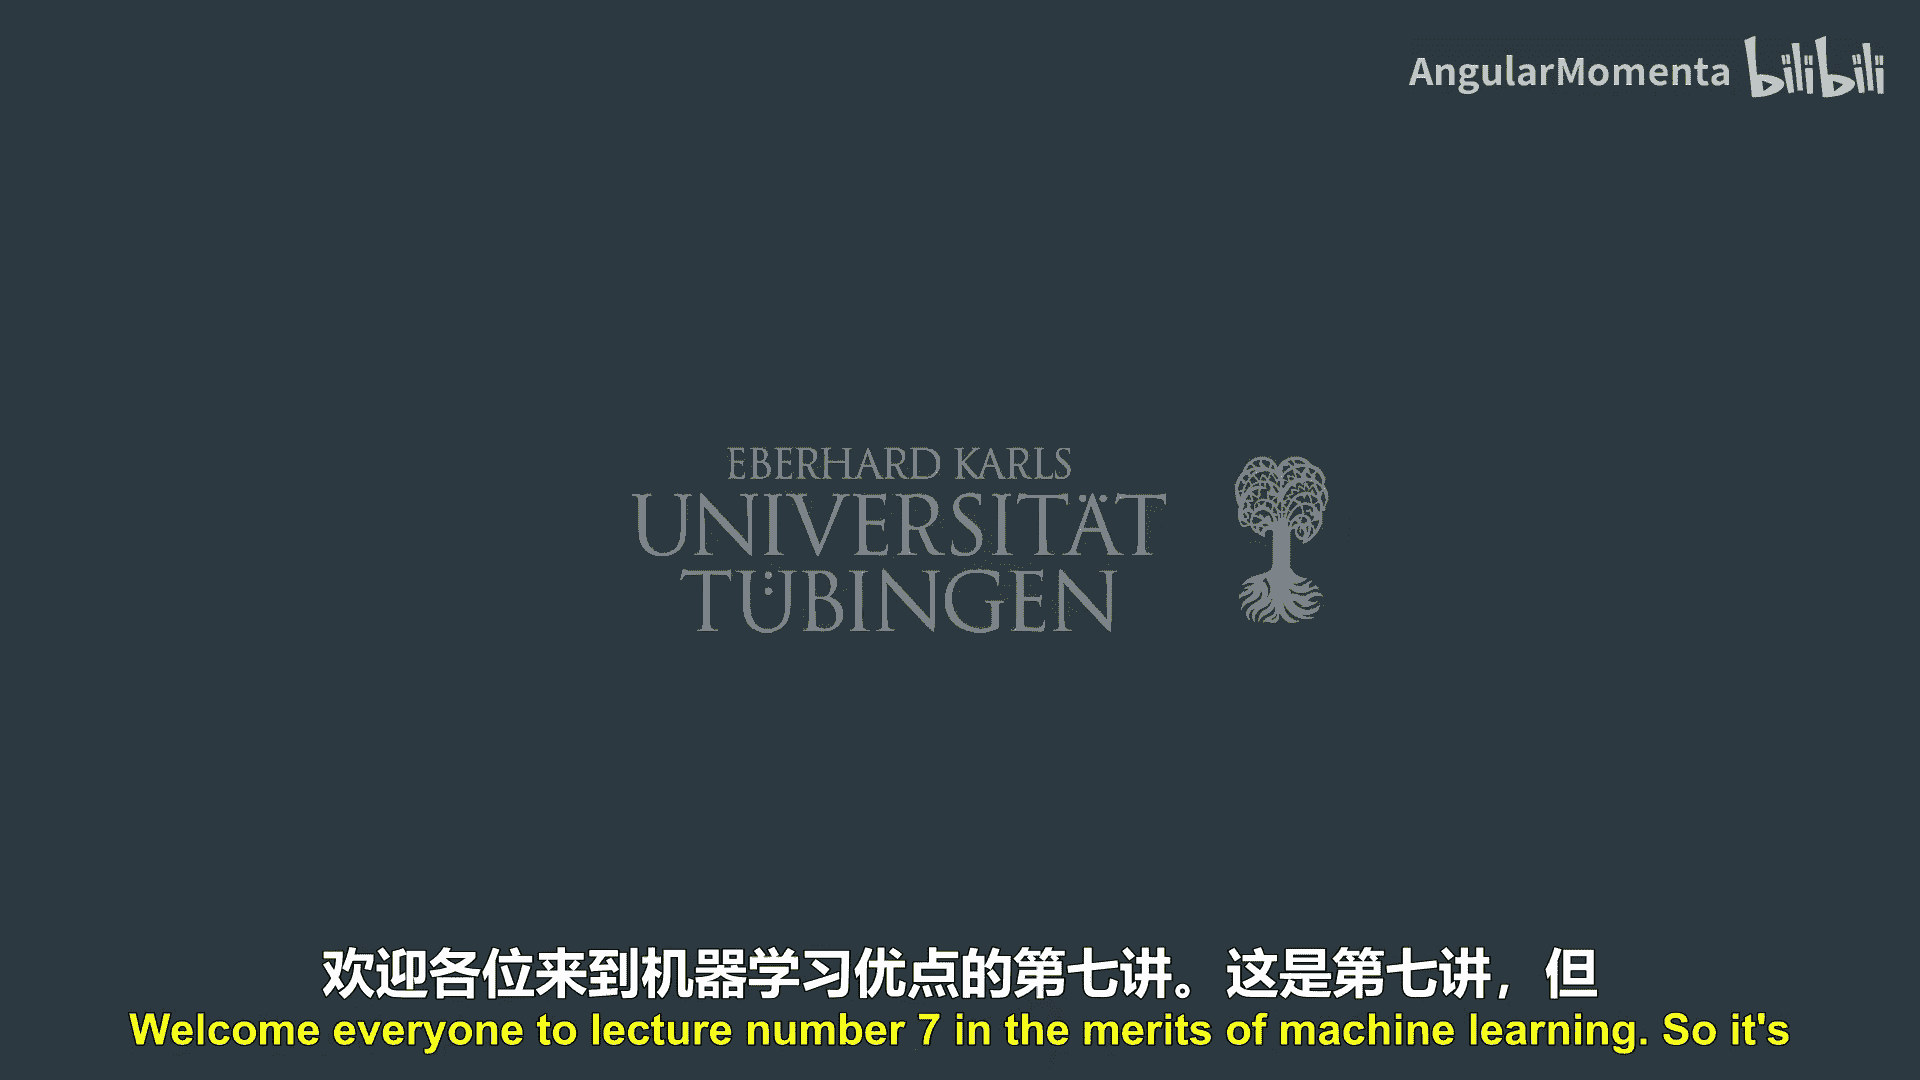 AngularMomenta bilibili
EBERHARD KARLS
UNIVERSITÄT
TÜBINGEN
欢迎各位来到机器学习优点的第七讲。这是第七讲，但
Welcome everyone to lecture number 7 in the merits of machine learning. So it's